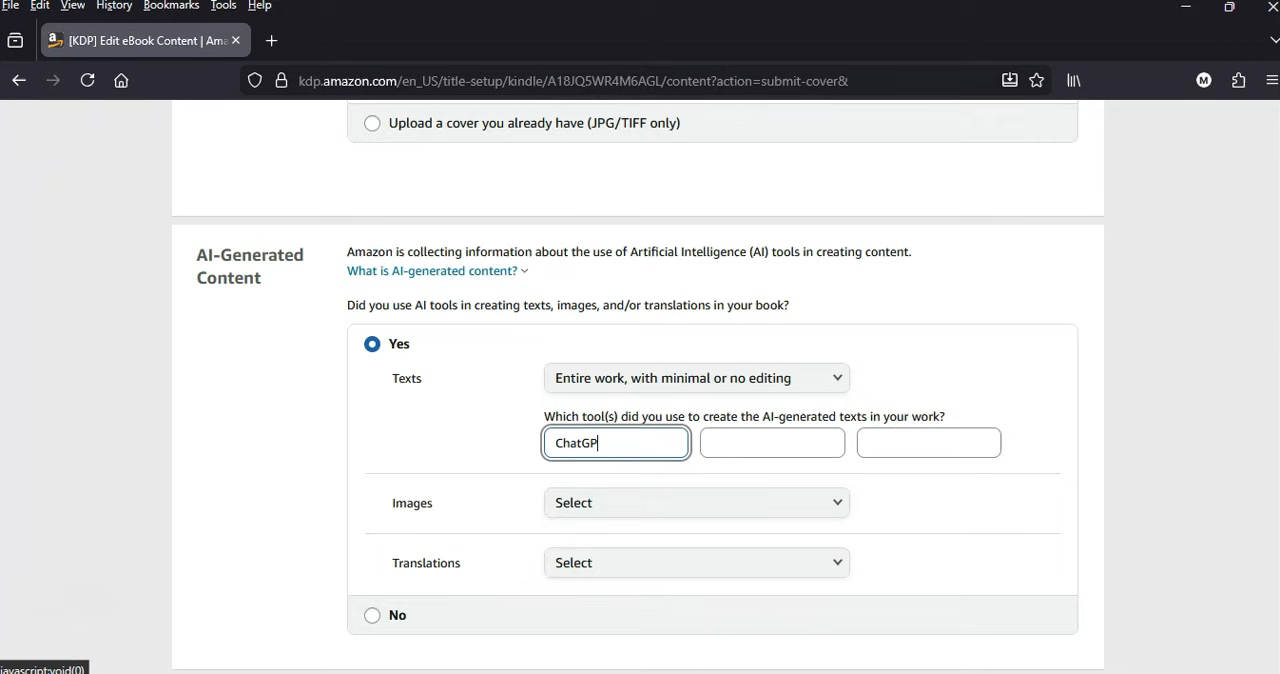 File Edit View History Bookmarks Tools Help
[KDP] Edit eBook Content | Ama
kdp.amazon.com/en_US/title-setup/kindle/A18JQ5WR4M6AGL/content?action=submit-cover&
M
Upload a cover you already have (JPG/TIFF only)
AI-Generated
Content
Amazon is collecting information about the use of Artificial Intelligence (AI) tools in creating content.
What is AI-generated content?
Did you use AI tools in creating texts, images, and/or translations in your book?
Yes
Texts
Entire work, with minimal or no editing
Which tool(s) did you use to create the AI-generated texts in your work?
ChatGP
Images
Select
Translations
Select
No
javascript:void(0)